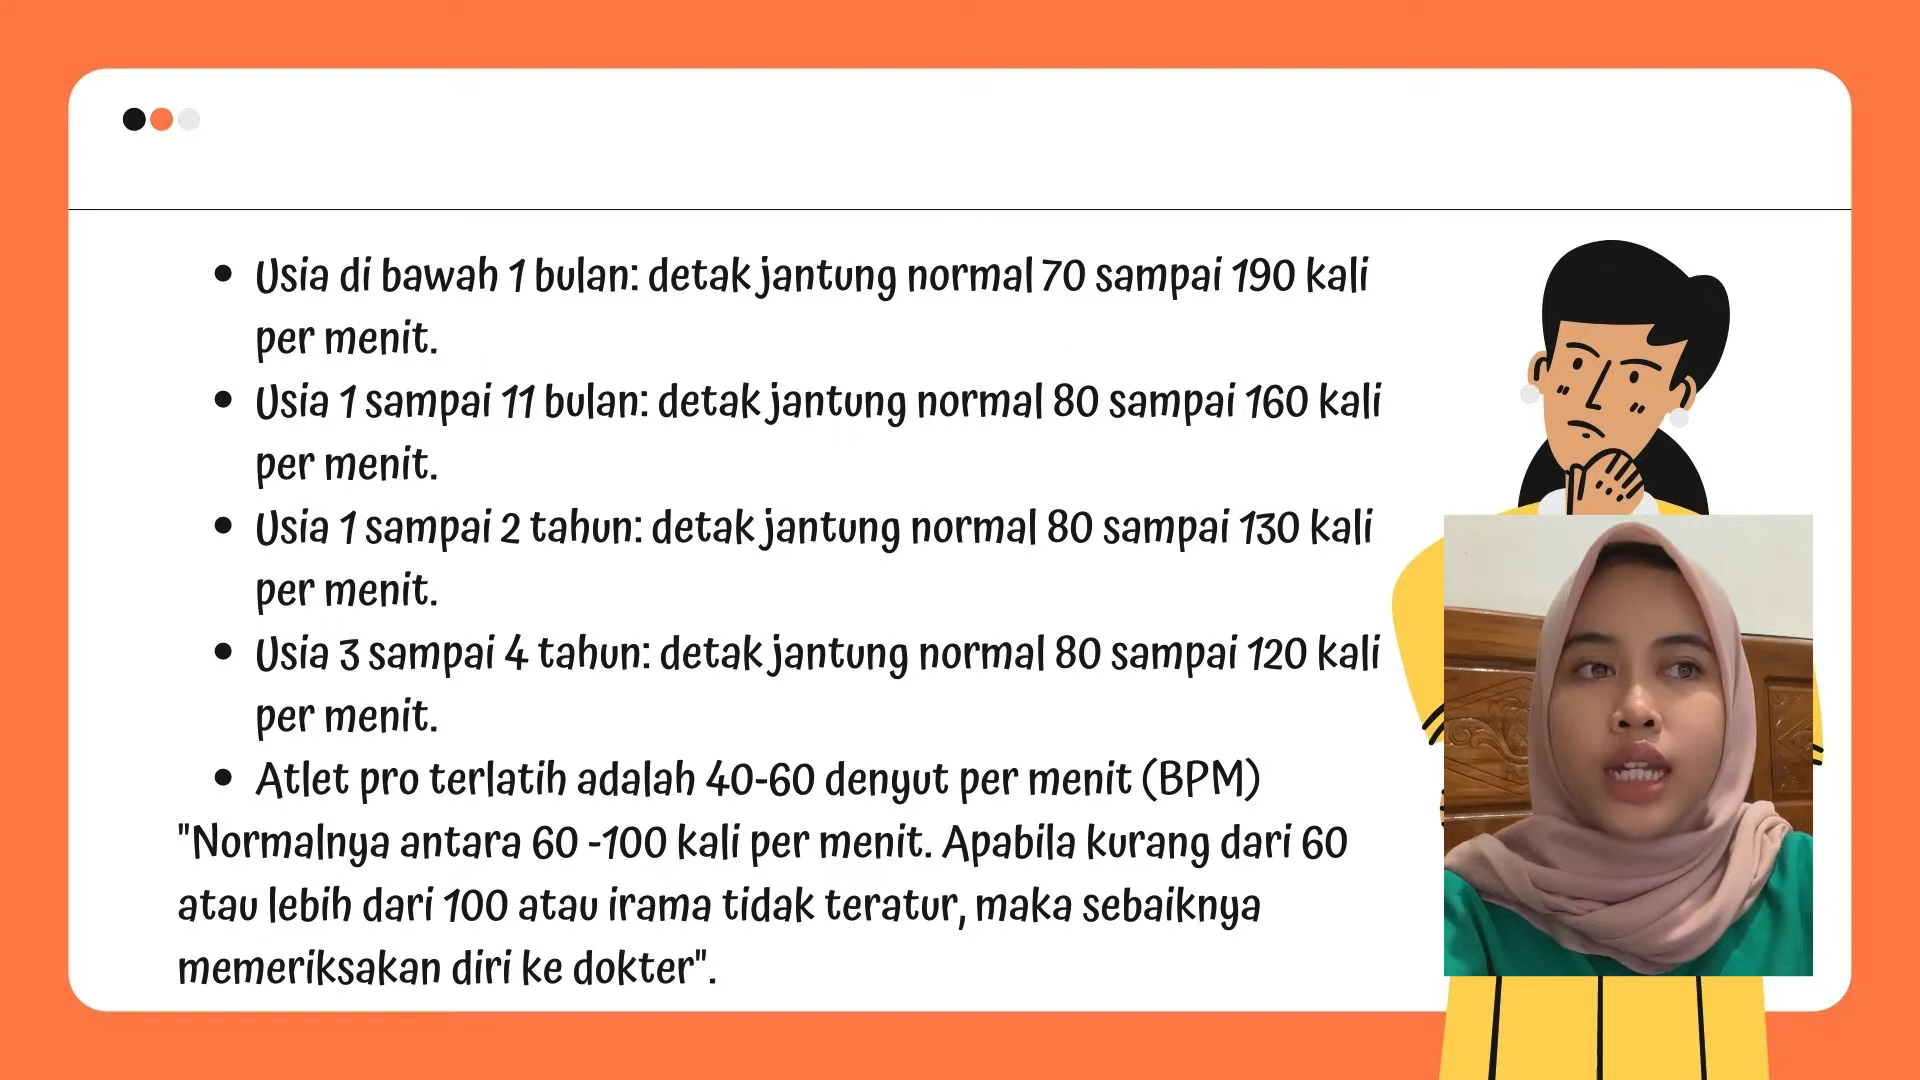 Usia di bawah 1 bulan: detak jantung normal 70 sampai 190 kali
per menit.
Usia 1 sampai 11 bulan: detak jantung normal 80 sampai 160 kali
per menit.
Usia 1 sampai 2 tahun: detak jantung normal 80 sampai 130 kali
per menit.
Usia 3 sampai 4 tahun: detak jantung normal 80 sampai 120 kali
per menit.
Atlet pro terlatih adalah 40-60 denyut per menit (BPM)
"Normalnya antara 60 -100 kali per menit. Apabila kurang dari 60
atau lebih dari 100 atau irama tidak teratur, maka sebaiknya
memeriksakan diri ke dokter".